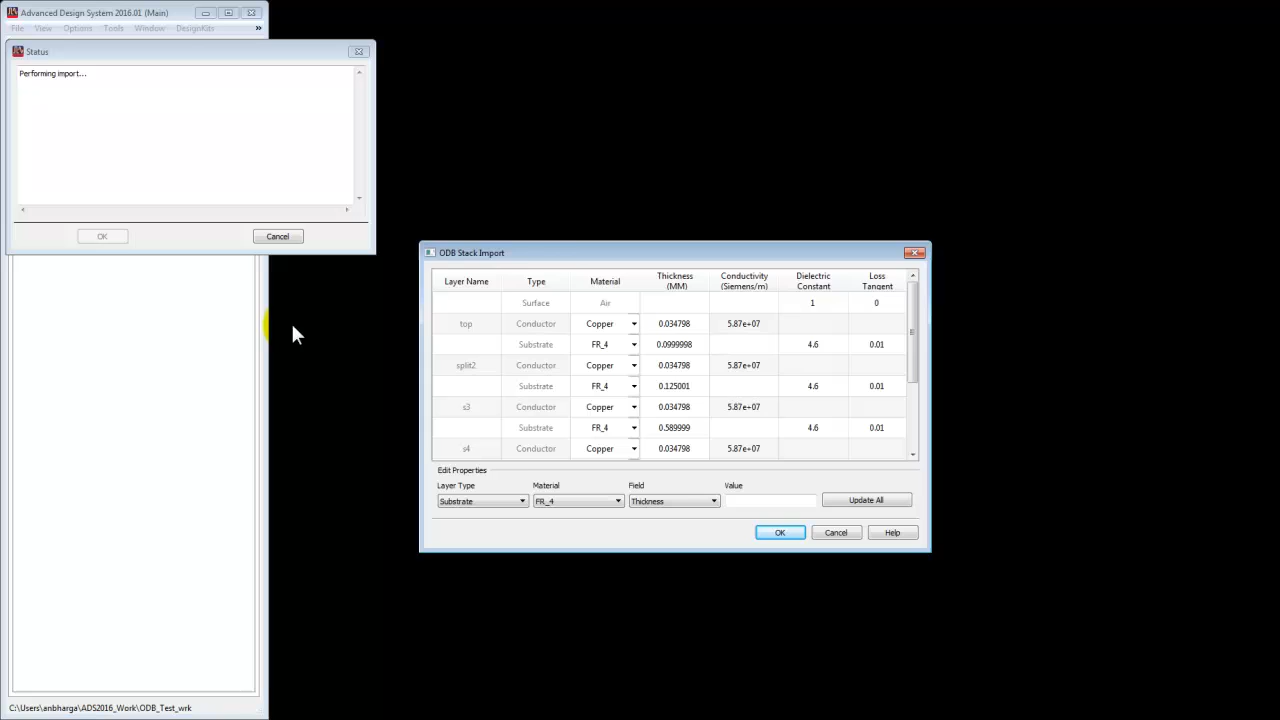 Advanced Design System 2016.01 (Main)
File View Options Tools Window DesignKits »
Status
Performing import...
OK Cancel
ODB Stack Import
Layer Name Type Material Thickness (MM) Conductivity (Siemens/m) Dielectric Constant Loss Tangent
Surface Air 1 0
top Conductor Copper 0.034798 5.87e+07
Substrate FR_4 0.0999998 4.6 0.01
split2 Conductor Copper 0.034798 5.87e+07
Substrate FR_4 0.125001 4.6 0.01
s3 Conductor Copper 0.034798 5.87e+07
Substrate FR_4 0.589999 4.6 0.01
s4 Conductor Copper 0.034798 5.87e+07
Edit Properties
Layer Type Material Field Value
Substrate FR_4 Thickness Update All
OK Cancel Help
C:\Users\anbharga\ADS2016_Work\ODB_Test_wrk